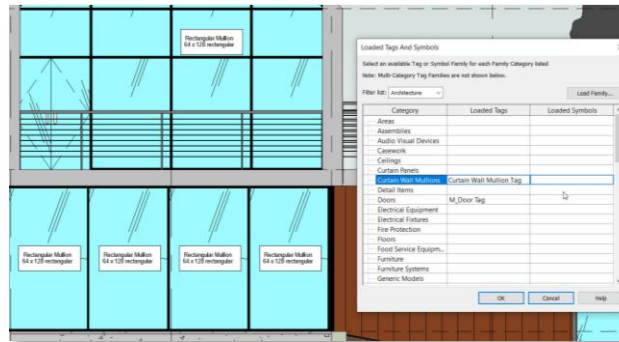 Rectangular Mullion
64 x 128 rectangular
Rectangular Mullion
64 x 128 rectangular
Rectangular Mullion
64 x 128 rectangular
Rectangular Mullion
64 x 128 rectangular
Rectangular Mullion
64 x 128 rectangular
Loaded Tags And Symbols
Select an available Tag or Symbol Family for each Family Category listed
Note: Multi-Category Tag Families are not shown below.
Filter list: Architecture Load Family...
Category Loaded Tags Loaded Symbols
Areas
Assemblies
Audio Visual Devices
Casework
Ceilings
Curtain Panels
Curtain Wall Mullions Curtain Wall Mullion Tag
Detail Items
Doors M_Door Tag
Electrical Equipment
Electrical Fixtures
Fire Protection
Floors
Food Service Equipm...
Furniture
Furniture Systems
Generic Models
OK Cancel Help